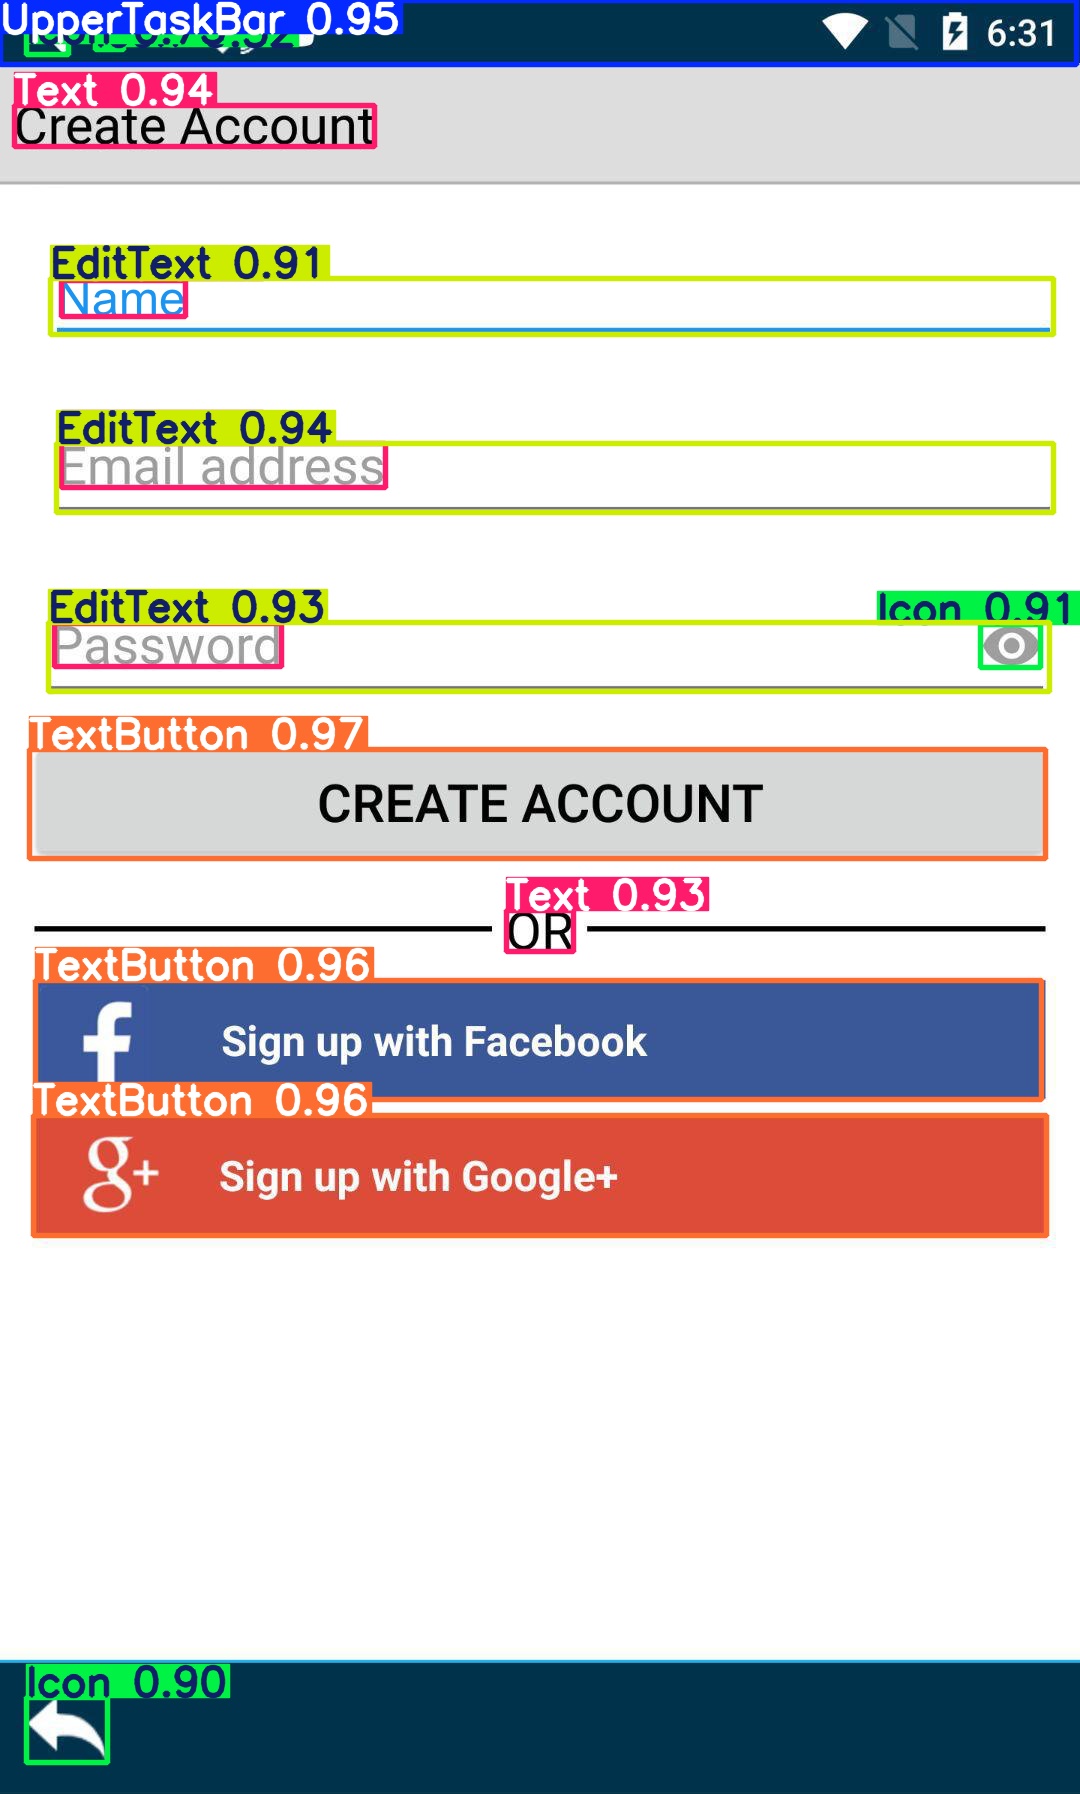 UpperTaskBar 0.95
6:31
Text 0.94
Create Account
EditText 0.91
Name
EditText 0.94
Email address
EditText 0.93
Icon 0.91
Password
TextButton 0.97
CREATE ACCOUNT
Text 0.93
OR
TextButton 0.96
f Sign up with Facebook
TextButton 0.96
g+ Sign up with Google+
Icon 0.90